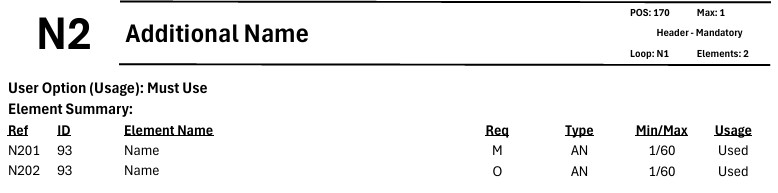 N2 Additional Name
POS: 170 Max: 1
Header - Mandatory
Loop: N1 Elements: 2
User Option (Usage): Must Use
Element Summary:
Ref ID Element Name Req Type Min/Max Usage
N201 93 Name M AN 1/60 Used
N202 93 Name O AN 1/60 Used